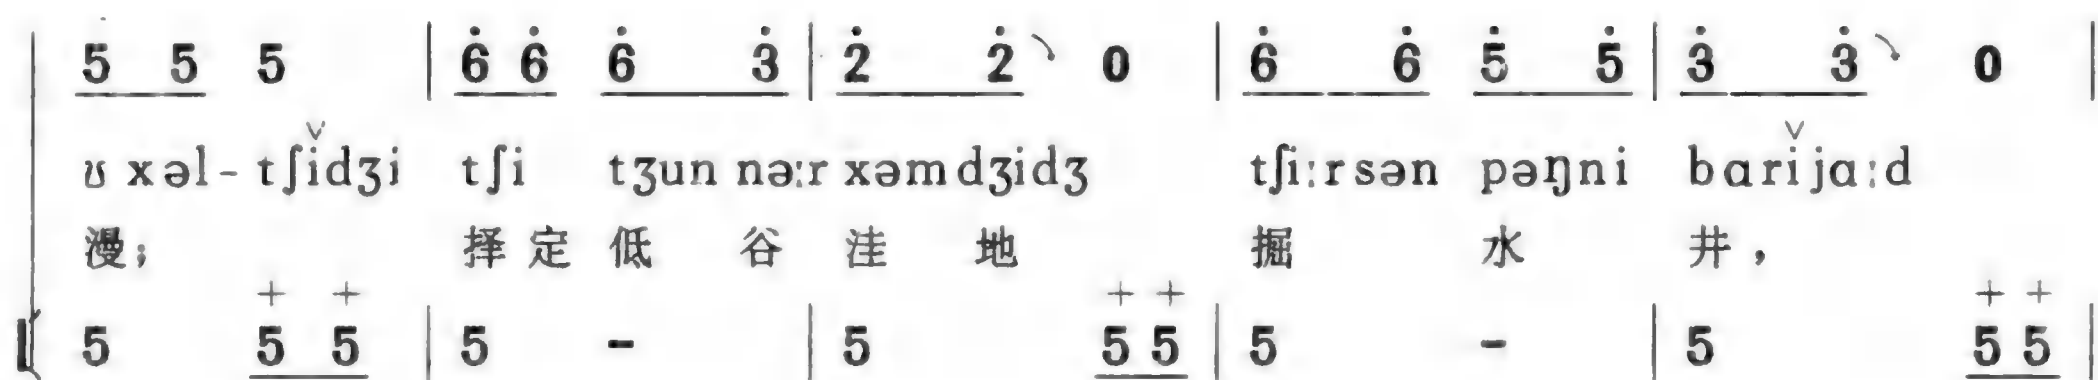 5 5 5 | 6̇ 6̇ 6̇ 3̇ | 2̇ 2̇ 0 | 6̇ 6̇ 5̇ 5̇ | 3̇ 3̇ 0 |
ʊ xəl- tʃǐdʒi tʃi tʒun nəːr xəmdʒidʒ tʃiːrsən pəŋni barǐjaːd
漫； 择 定 低 谷 洼 地 掘 水 井，
+ + + + + +
5 5 5 | 5 - | 5 5 5 | 5 - | 5 5 5 |